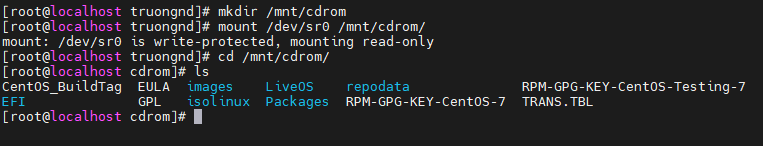 [root@localhost truongnd]# mkdir /mnt/cdrom
[root@localhost truongnd]# mount /dev/sr0 /mnt/cdrom/
mount: /dev/sr0 is write-protected, mounting read-only
[root@localhost truongnd]# cd /mnt/cdrom/
[root@localhost cdrom]# ls
CentOS_BuildTag  EULA  images    LiveOS    repodata              RPM-GPG-KEY-CentOS-Testing-7
EFI              GPL   isolinux  Packages  RPM-GPG-KEY-CentOS-7  TRANS.TBL
[root@localhost cdrom]#